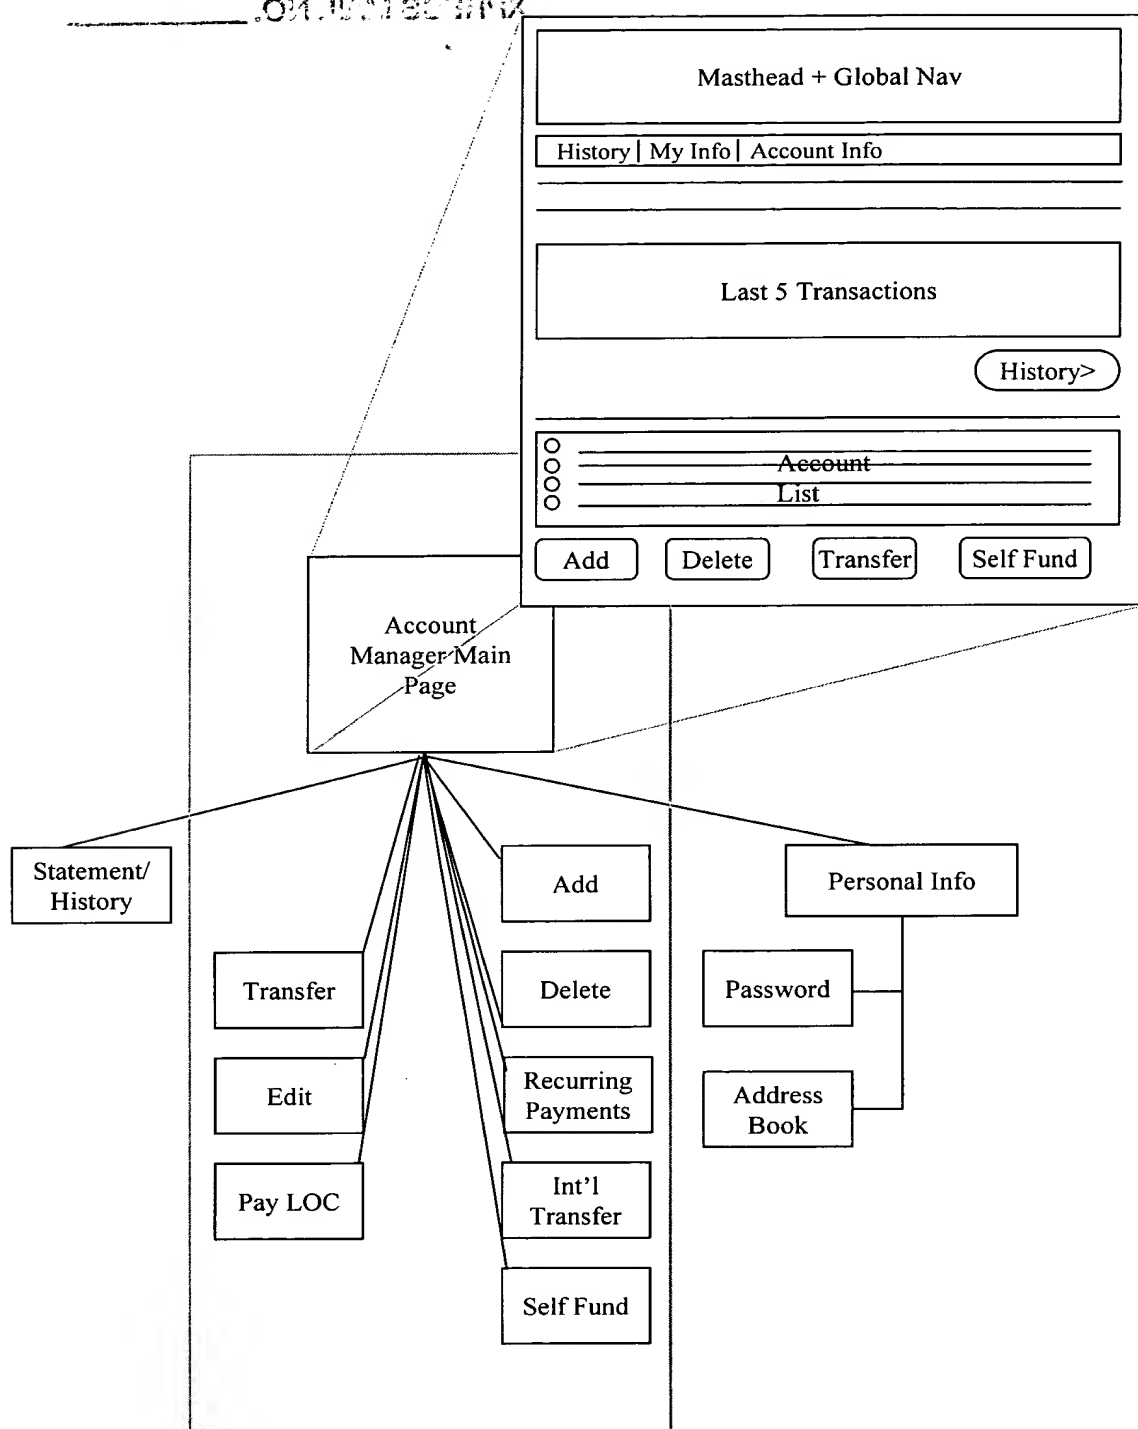 Masthead + Global Nav
History | My Info | Account Info
Last 5 Transactions
History>
Account
List
Add
Delete
Transfer
Self Fund
Account
Manager Main
Page
Statement/
History
Add
Personal Info
Transfer
Delete
Password
Edit
Recurring
Payments
Address
Book
Pay LOC
Int'l
Transfer
Self Fund